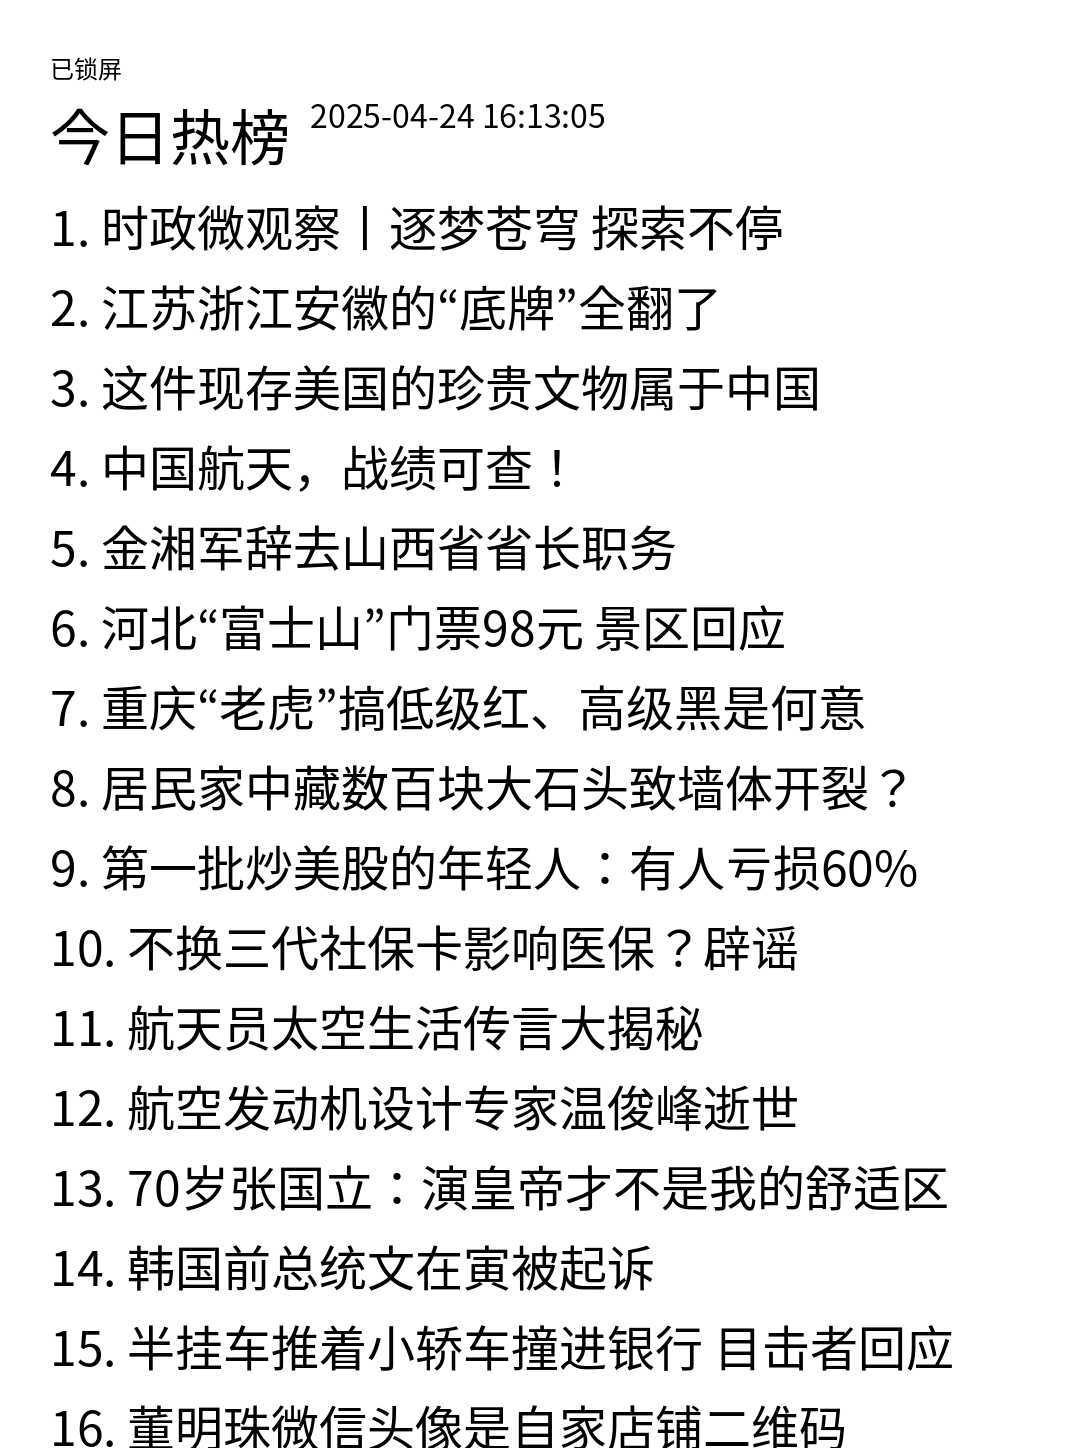 已锁屏
今日热榜 2025-04-24 16:13:05
1. 时政微观察丨逐梦苍穹 探索不停
2. 江苏浙江安徽的“底牌”全翻了
3. 这件现存美国的珍贵文物属于中国
4. 中国航天，战绩可查！
5. 金湘军辞去山西省省长职务
6. 河北“富士山”门票98元 景区回应
7. 重庆“老虎”搞低级红、高级黑是何意
8. 居民家中藏数百块大石头致墙体开裂？
9. 第一批炒美股的年轻人：有人亏损60%
10. 不换三代社保卡影响医保？辟谣
11. 航天员太空生活传言大揭秘
12. 航空发动机设计专家温俊峰逝世
13. 70岁张国立：演皇帝才不是我的舒适区
14. 韩国前总统文在寅被起诉
15. 半挂车推着小轿车撞进银行 目击者回应
16. 董明珠微信头像是自家店铺二维码